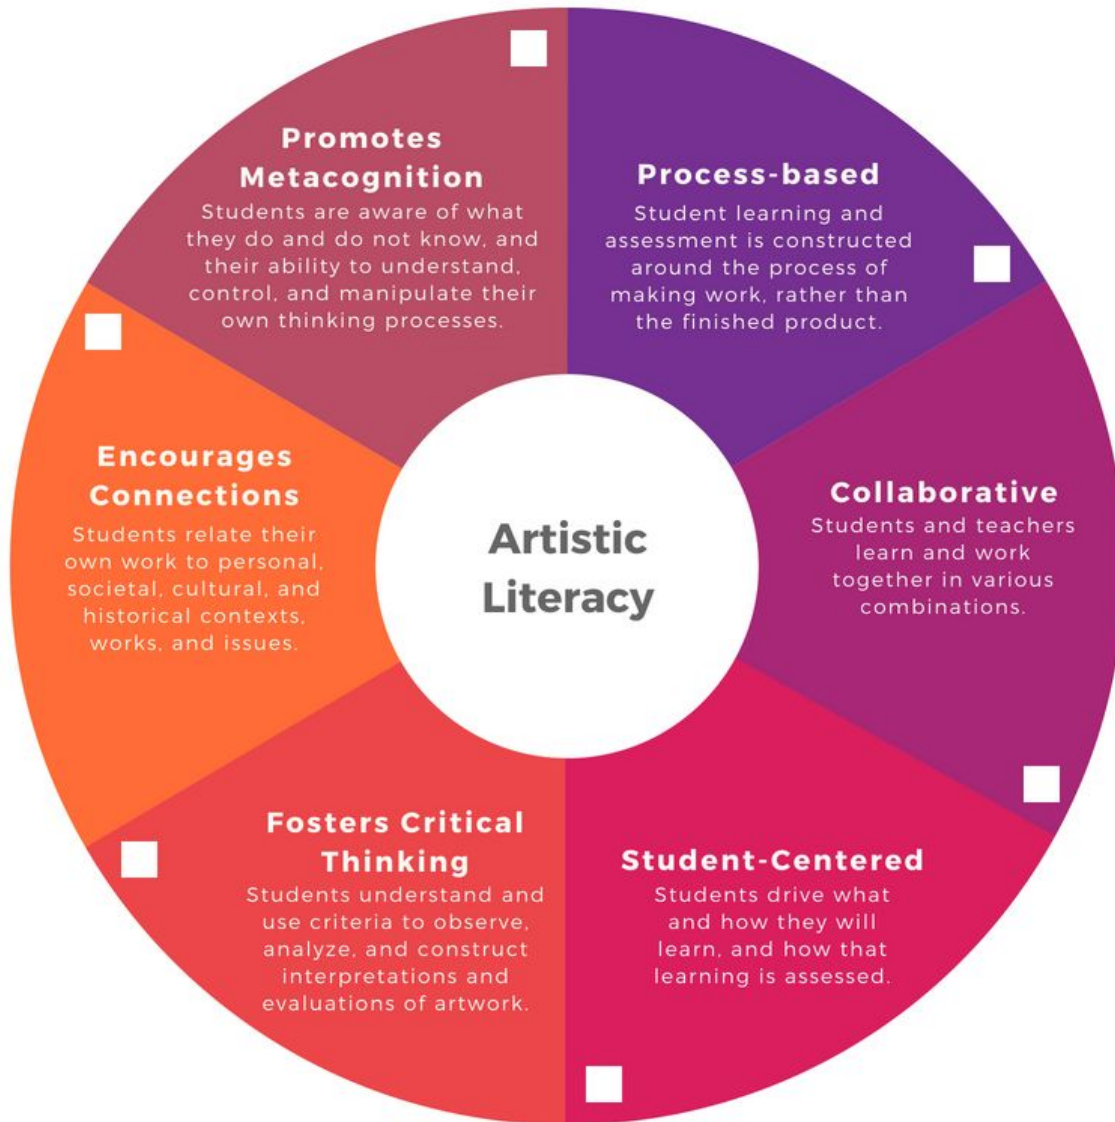 Promotes
Metacognition
Students are aware of what
they do and do not know, and
their ability to understand,
control, and manipulate their
own thinking processes.
Process-based
Student learning and
assessment is constructed
around the process of
making work, rather than
the finished product.
Encourages
Connections
Students relate their
own work to personal,
societal, cultural, and
historical contexts,
works, and issues.
Artistic
Literacy
Collaborative
Students and teachers
learn and work
together in various
combinations.
Fosters Critical
Thinking
Students understand and
use criteria to observe,
analyze, and construct
interpretations and
evaluations of artwork.
Student-Centered
Students drive what
and how they will
learn, and how that
learning is assessed.